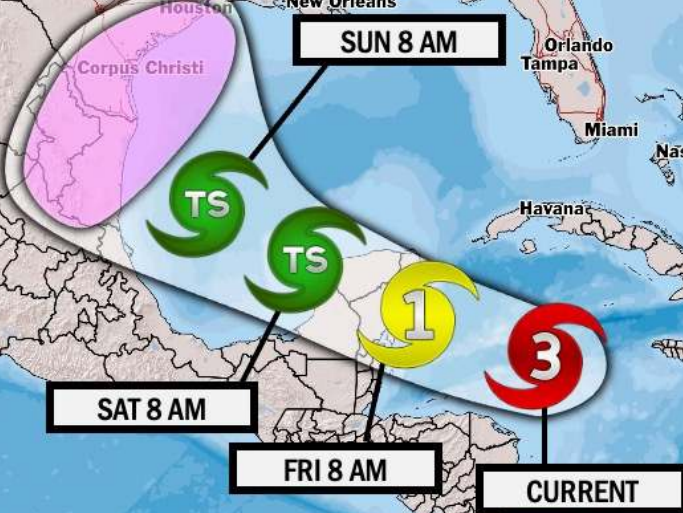 Houston
New Orleans
SUN 8 AM
Orlando
Tampa
Corpus Christi
Miami
TS
Havana
TS
1
3
SAT 8 AM
FRI 8 AM
CURRENT